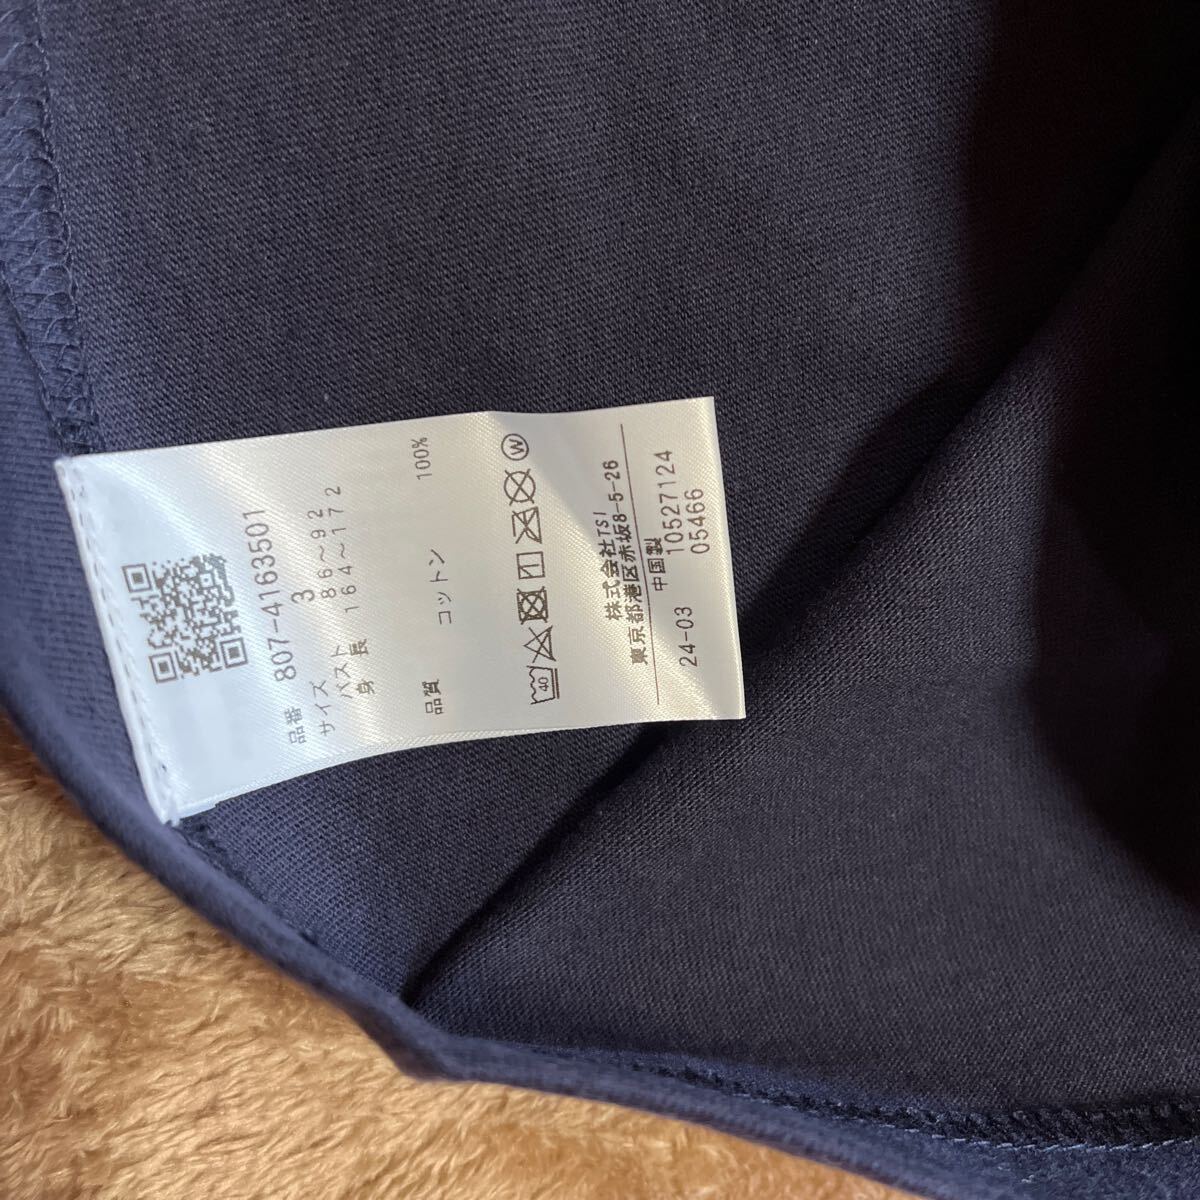 品番 807-4163501
サイズ 3
バスト 86〜92
身長 164〜172
品質 コットン 100%
40
W
株式会社TSI
東京都港区赤坂8-5-26
中国製
24-03 10527124
05466